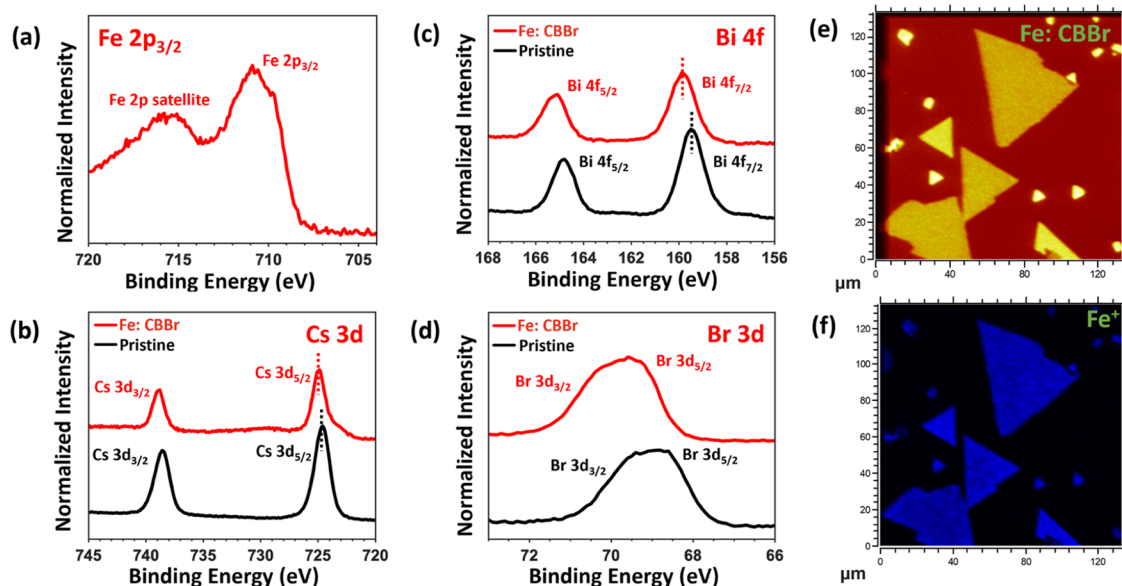 (a)
Fe 2p3/2
Fe 2p3/2
Fe 2p satellite
Normalized Intensity
720 715 710 705
Binding Energy (eV)
(b)
Fe: CBBr
Pristine
Cs 3d
Cs 3d3/2
Cs 3d5/2
Cs 3d3/2
Cs 3d5/2
Normalized Intensity
745 740 735 730 725 720
Binding Energy (eV)
(c)
Fe: CBBr
Pristine
Bi 4f
Bi 4f5/2
Bi 4f7/2
Bi 4f5/2
Bi 4f7/2
Normalized Intensity
168 166 164 162 160 158 156
Binding Energy (eV)
(d)
Fe: CBBr
Pristine
Br 3d
Br 3d3/2
Br 3d5/2
Br 3d3/2
Br 3d5/2
Normalized Intensity
72 70 68 66
Binding Energy (eV)
(e)
Fe: CBBr
120
100
80
60
40
20
0
0 40 80 120
µm
(f)
Fe+
120
100
80
60
40
20
0
0 40 80 120
µm